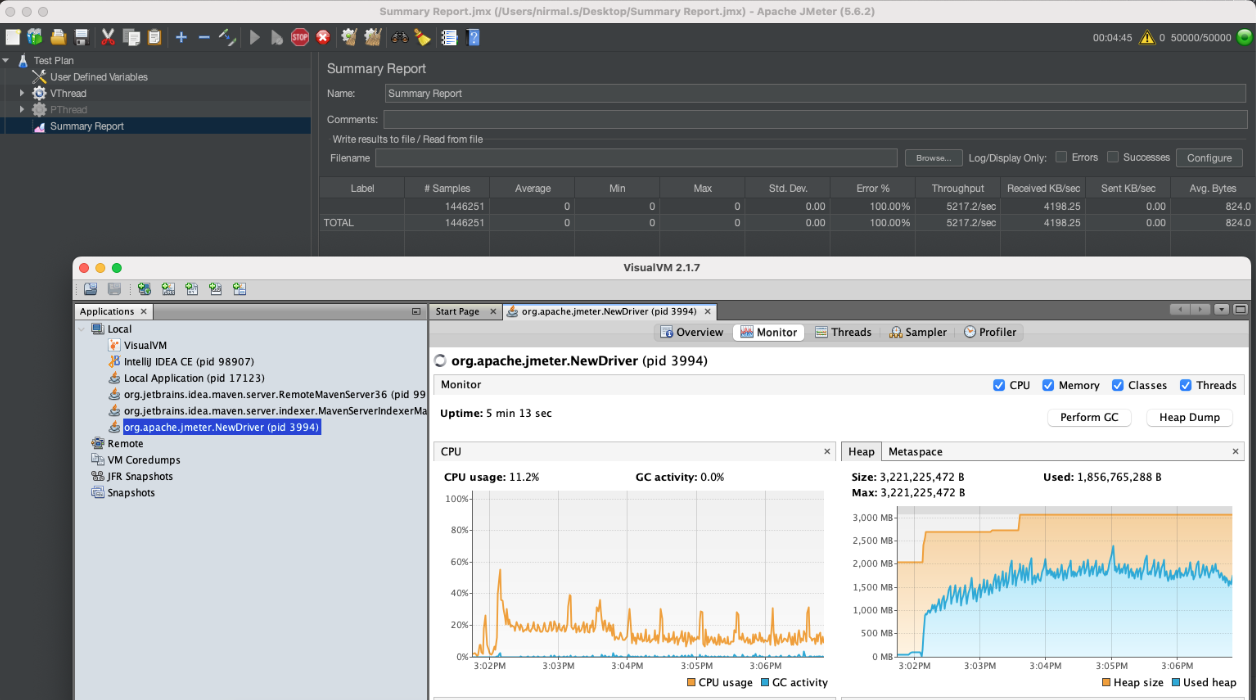 Summary Report.jmx (/Users/nirmal.s/Desktop/Summary Report.jmx) - Apache JMeter (5.6.2)
STOP
00:04:45 0 50000/50000
Test Plan
User Defined Variables
VThread
PThread
Summary Report
Summary Report
Name: Summary Report
Comments:
Write results to file / Read from file
Filename Browse... Log/Display Only: Errors Successes Configure
Label # Samples Average Min Max Std. Dev. Error % Throughput Received KB/sec Sent KB/sec Avg. Bytes
1446251 0 0 0 0.00 100.00% 5217.2/sec 4198.25 0.00 824.0
TOTAL 1446251 0 0 0 0.00 100.00% 5217.2/sec 4198.25 0.00 824.0
VisualVM 2.1.7
Applications
Local
VisualVM
IntelliJ IDEA CE (pid 98907)
Local Application (pid 17123)
org.jetbrains.idea.maven.server.RemoteMavenServer36 (pid 99
org.jetbrains.idea.maven.server.indexer.MavenServerIndexerMa
org.apache.jmeter.NewDriver (pid 3994)
Remote
VM Coredumps
JFR Snapshots
Snapshots
Start Page org.apache.jmeter.NewDriver (pid 3994)
Overview Monitor Threads Sampler Profiler
org.apache.jmeter.NewDriver (pid 3994)
Monitor CPU Memory Classes Threads
Uptime: 5 min 13 sec Perform GC Heap Dump
CPU
CPU usage: 11.2% GC activity: 0.0%
100%
80%
60%
40%
20%
0%
3:02PM 3:03PM 3:04PM 3:05PM 3:06PM
CPU usage GC activity
Heap Metaspace
Size: 3,221,225,472 B Used: 1,856,765,288 B
Max: 3,221,225,472 B
3,000 MB
2,500 MB
2,000 MB
1,500 MB
1,000 MB
500 MB
0 MB
3:02PM 3:03PM 3:04PM 3:05PM 3:06PM
Heap size Used heap